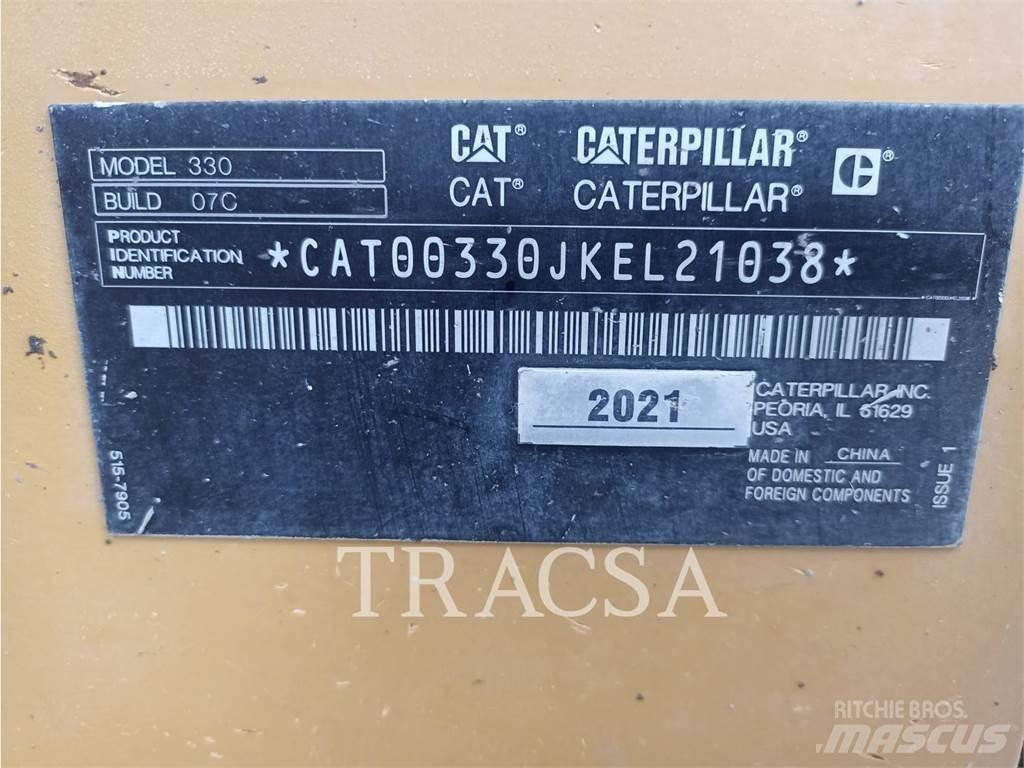 CAT® CATERPILLAR®
CAT® CATERPILLAR®
MODEL 330
BUILD 07C
PRODUCT
IDENTIFICATION
NUMBER
*CAT00330JKEL21038*
2021
CATERPILLAR INC.
PEORIA, IL 61629
USA
MADE IN CHINA
OF DOMESTIC AND
FOREIGN COMPONENTS
515-7905
ISSUE 1
TRACSA
RITCHIE BROS.
MASCUS